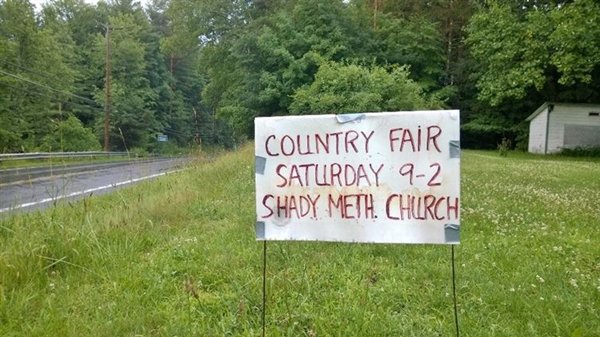 COUNTRY FAIR
SATURDAY 9-2
SHADY METH. CHURCH